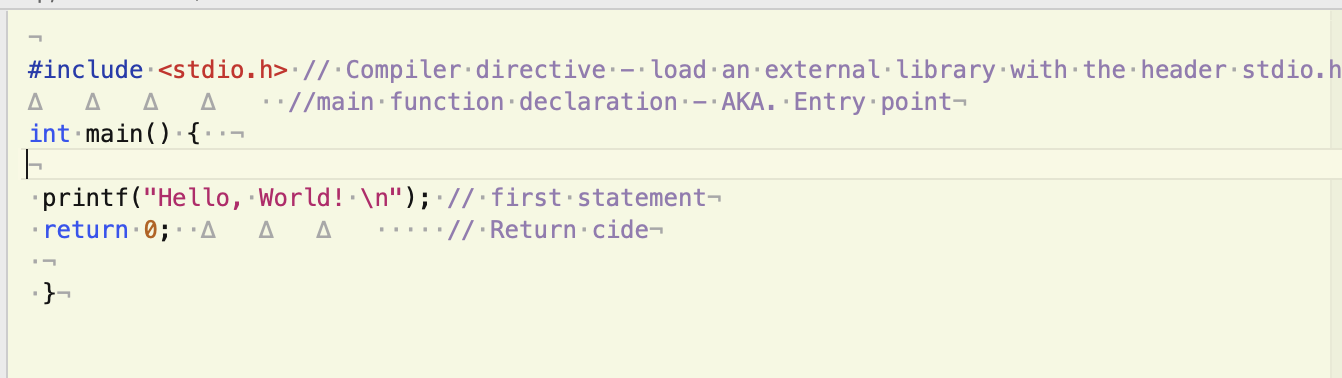 #include <stdio.h> // Compiler directive – load an external library with the header stdio.h
//main function declaration – AKA. Entry point
int main() {
printf("Hello, World! \n"); // first statement
return 0; // Return cide
}